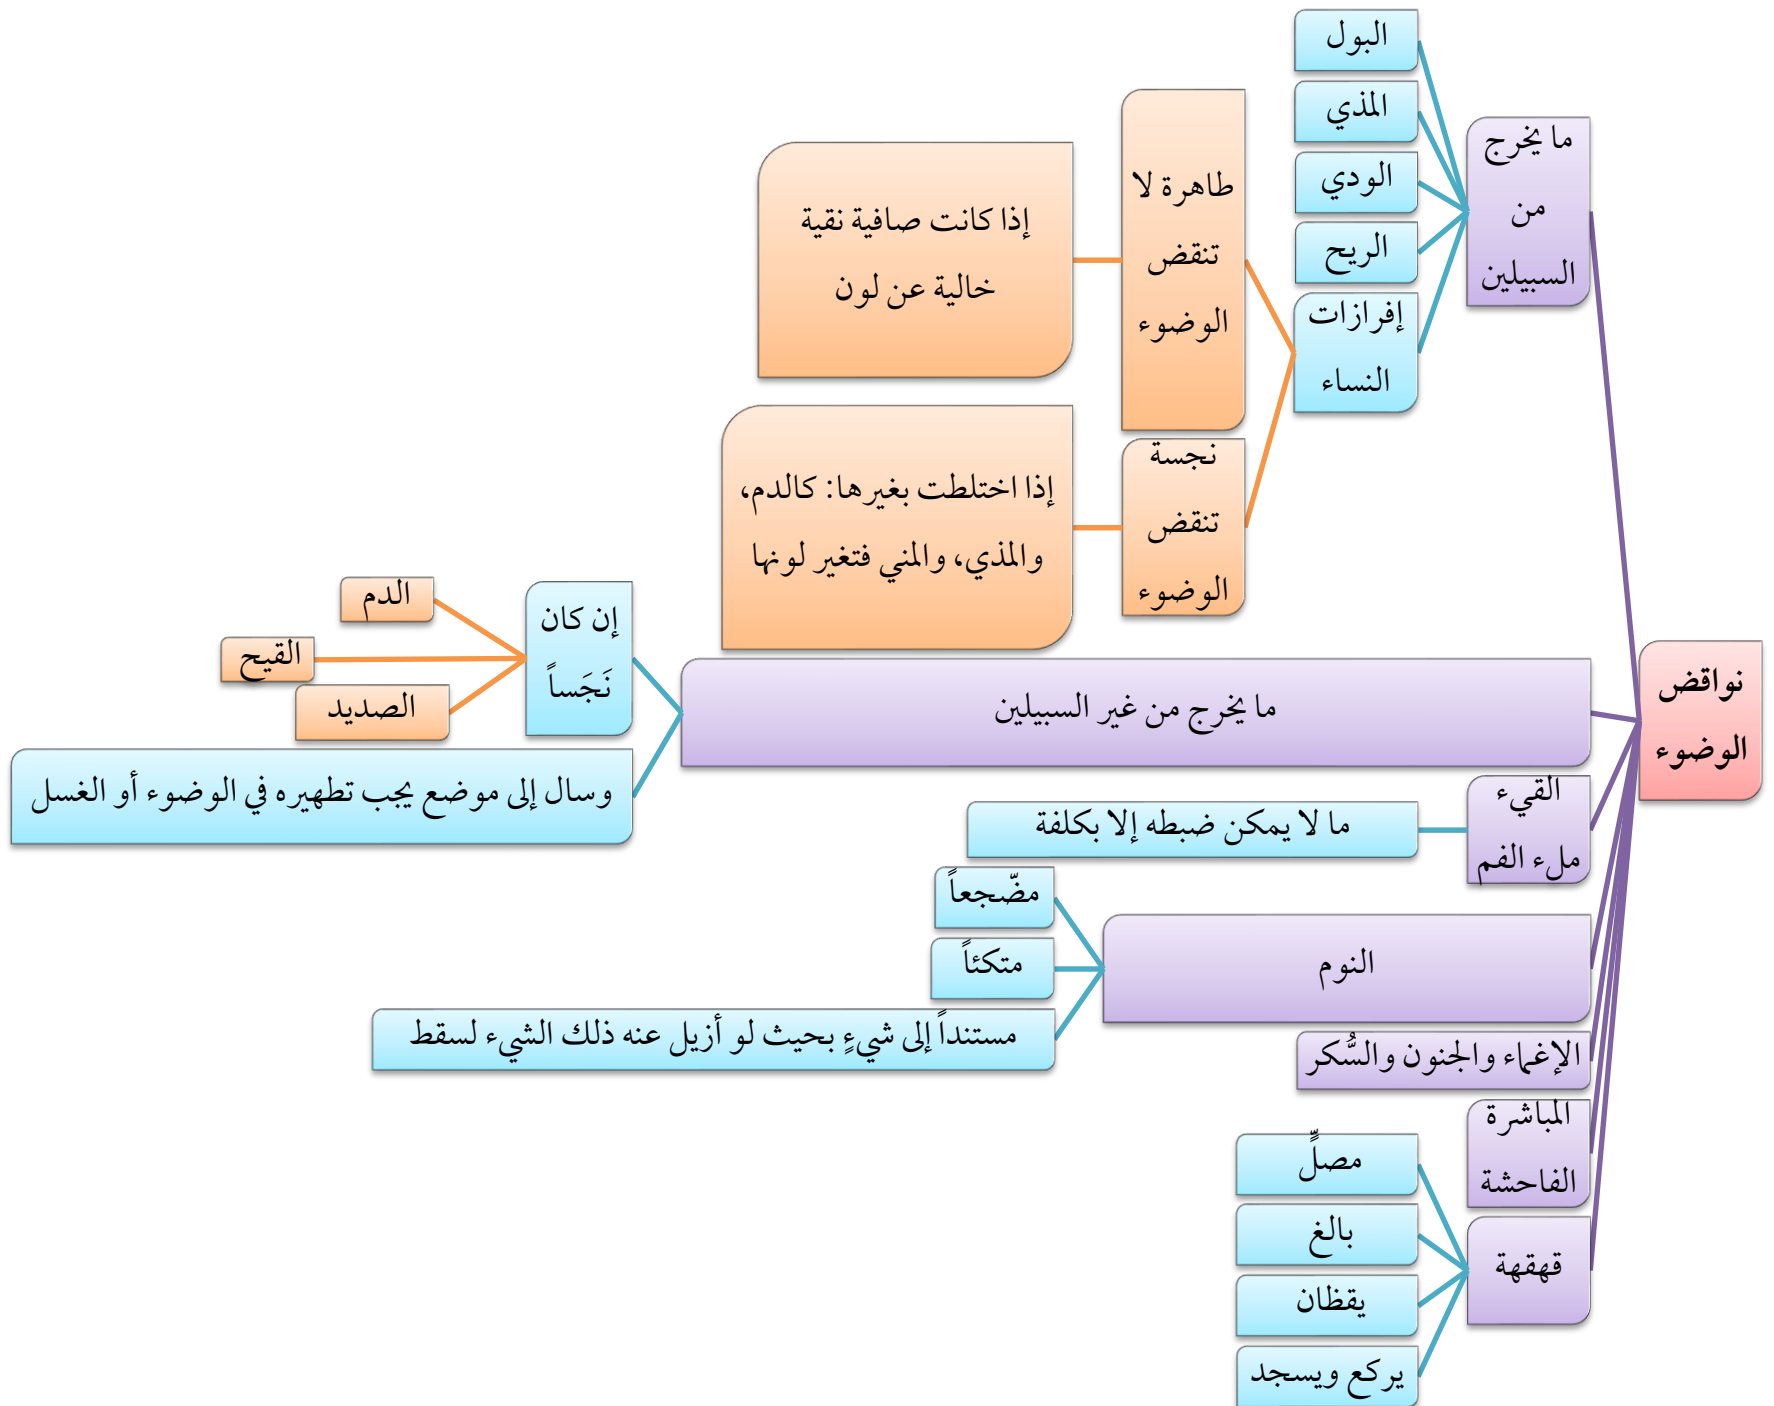 نواقض
الوضوء
ما يخرج
من
السبيلين
البول
المذي
الودي
الريح
إفرازات
النساء
طاهرة لا
تنقض
الوضوء
إذا كانت صافية نقية
خالية عن لون
نجسة
تنقض
الوضوء
إذا اختلطت بغيرها: كالدم،
والمذي، والمني فتغير لونها
ما يخرج من غير السبيلين
إن كان
نَجَساً
الدم
القيح
الصديد
وسال إلى موضع يجب تطهيره في الوضوء أو الغسل
القيء
ملء الفم
ما لا يمكن ضبطه إلا بكلفة
النوم
مضّجعاً
متكئاً
مستنداً إلى شيءٍ بحيث لو أزيل عنه ذلك الشيء لسقط
الإغماء والجنون والسُّكر
المباشرة
الفاحشة
قهقهة
مصلٍّ
بالغ
يقظان
يركع ويسجد